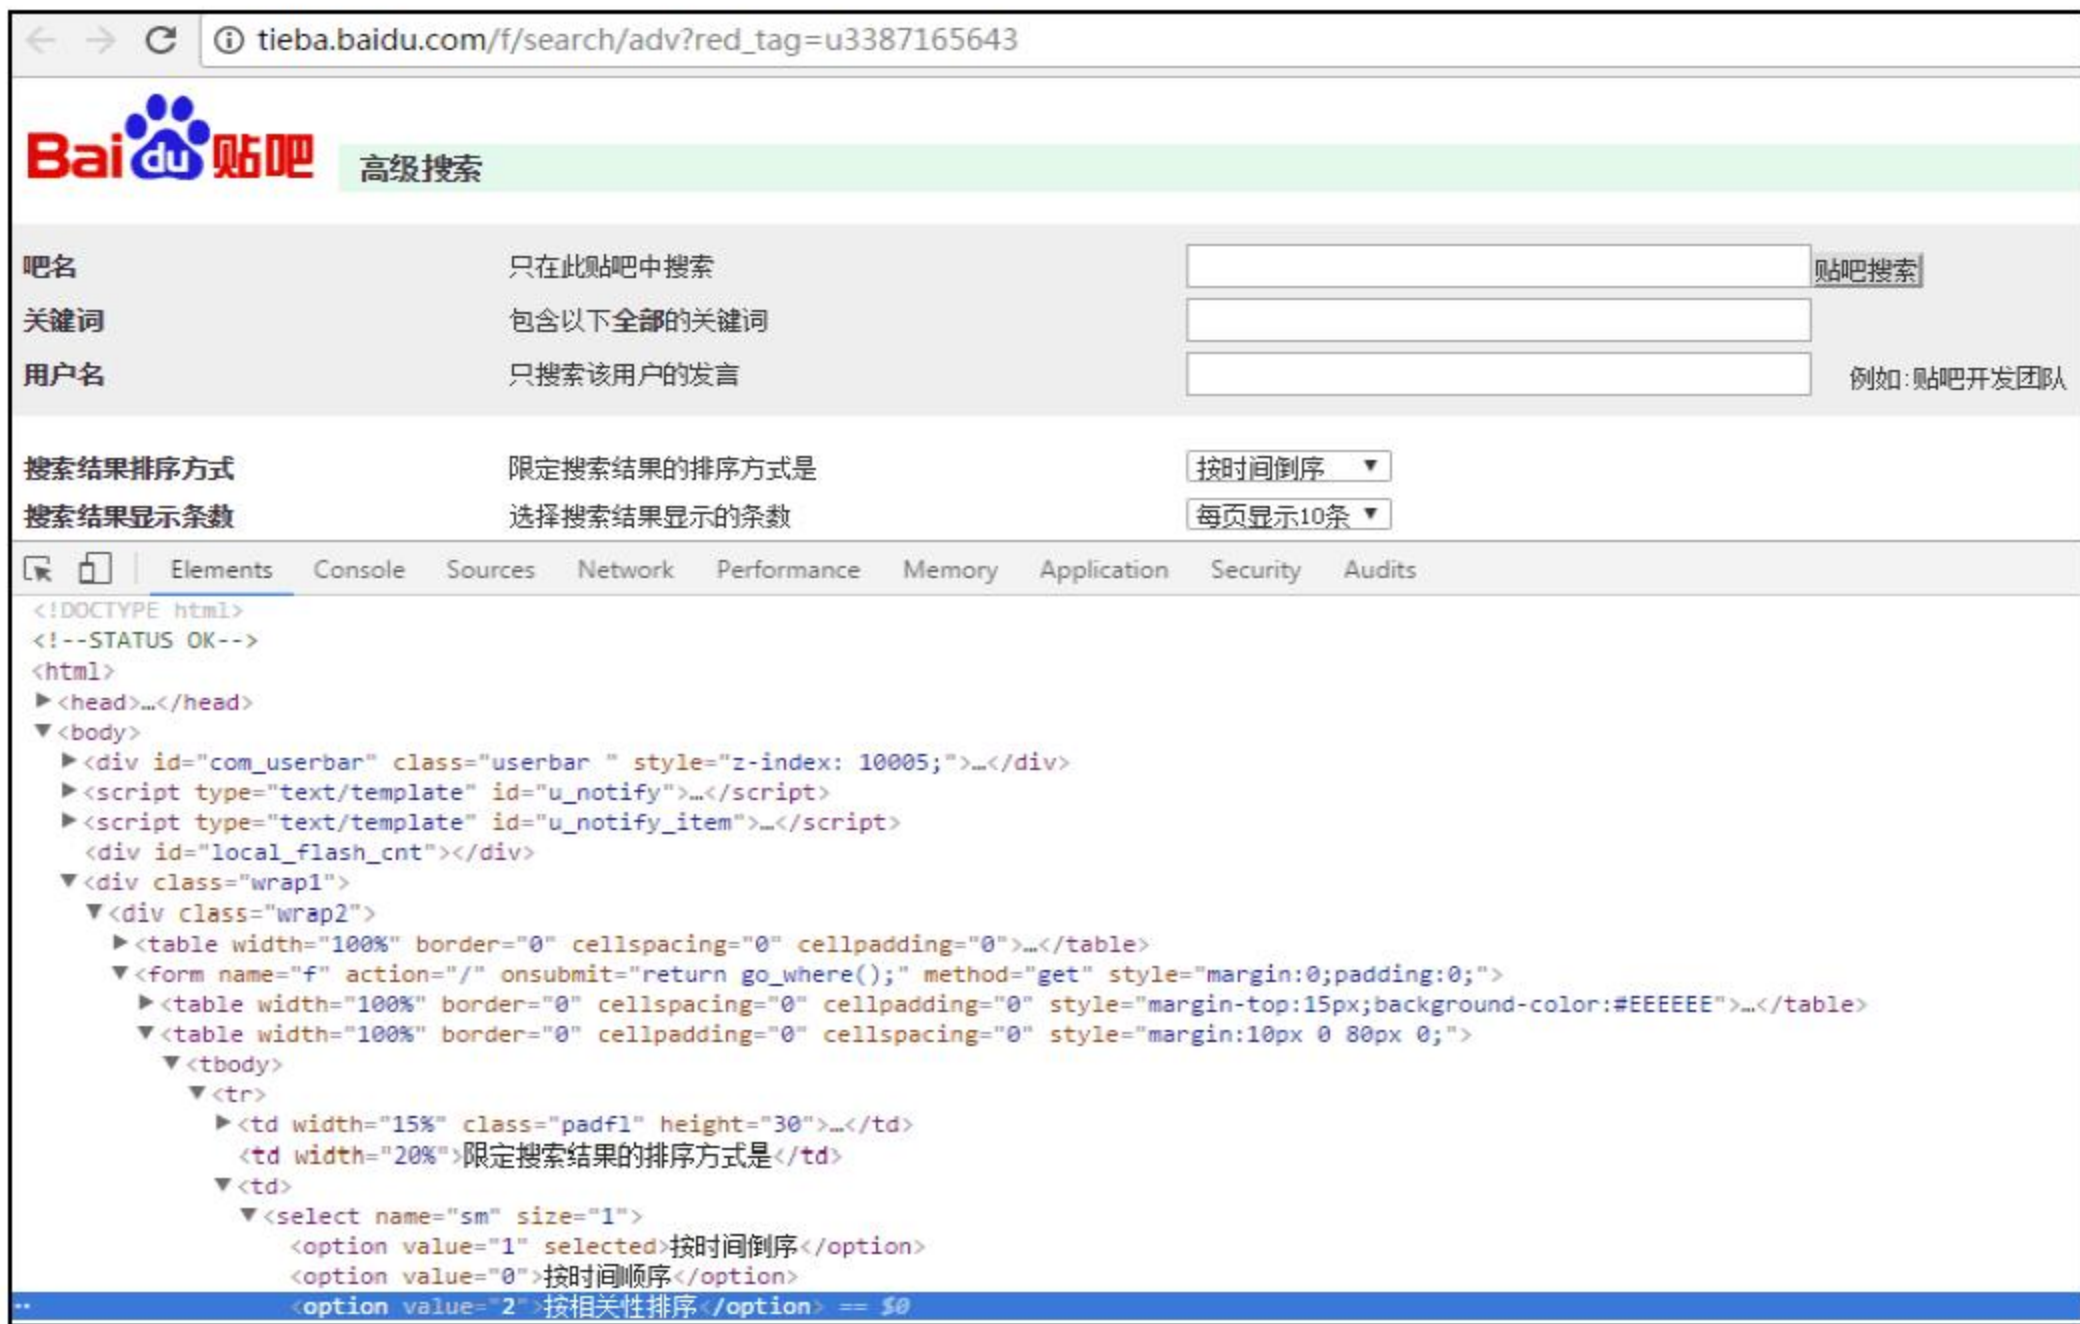 tieba.baidu.com/f/search/adv?red_tag=u3387165643
Bai du 贴吧 高级搜索
吧名 只在此贴吧中搜索 贴吧搜索
关键词 包含以下全部的关键词
用户名 只搜索该用户的发言 例如:贴吧开发团队
搜索结果排序方式 限定搜索结果的排序方式是 按时间倒序
搜索结果显示条数 选择搜索结果显示的条数 每页显示10条
Elements Console Sources Network Performance Memory Application Security Audits
<!DOCTYPE html>
<!--STATUS OK-->
<html>
<head>…</head>
<body>
<div id="com_userbar" class="userbar " style="z-index: 10005;">…</div>
<script type="text/template" id="u_notify">…</script>
<script type="text/template" id="u_notify_item">…</script>
<div id="local_flash_cnt"></div>
<div class="wrap1">
<div class="wrap2">
<table width="100%" border="0" cellspacing="0" cellpadding="0">…</table>
<form name="f" action="/" onsubmit="return go_where();" method="get" style="margin:0;padding:0;">
<table width="100%" border="0" cellspacing="0" cellpadding="0" style="margin-top:15px;background-color:#EEEEEE">…</table>
<table width="100%" border="0" cellpadding="0" cellspacing="0" style="margin:10px 0 80px 0;">
<tbody>
<tr>
<td width="15%" class="padfl" height="30">…</td>
<td width="20%">限定搜索结果的排序方式是</td>
<td>
<select name="sm" size="1">
<option value="1" selected>按时间倒序</option>
<option value="0">按时间顺序</option>
<option value="2">按相关性排序</option> == $0